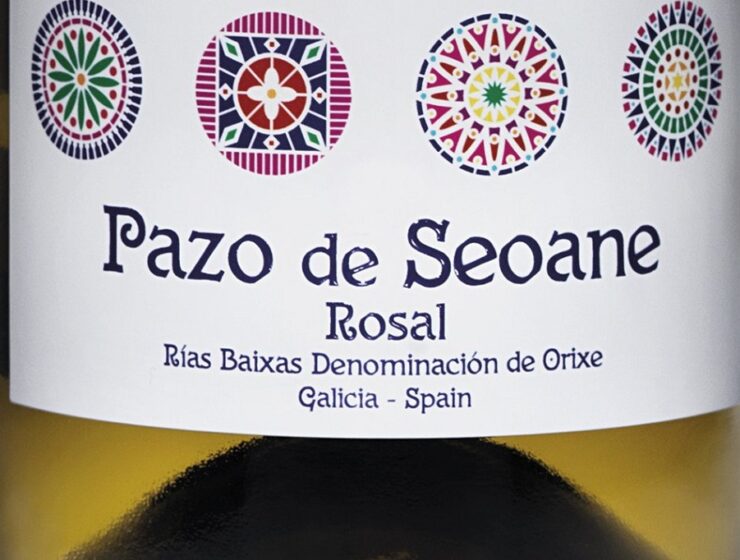 Pazo de Seoane
Rosal
Rías Baixas Denominación de Orixe
Galicia - Spain